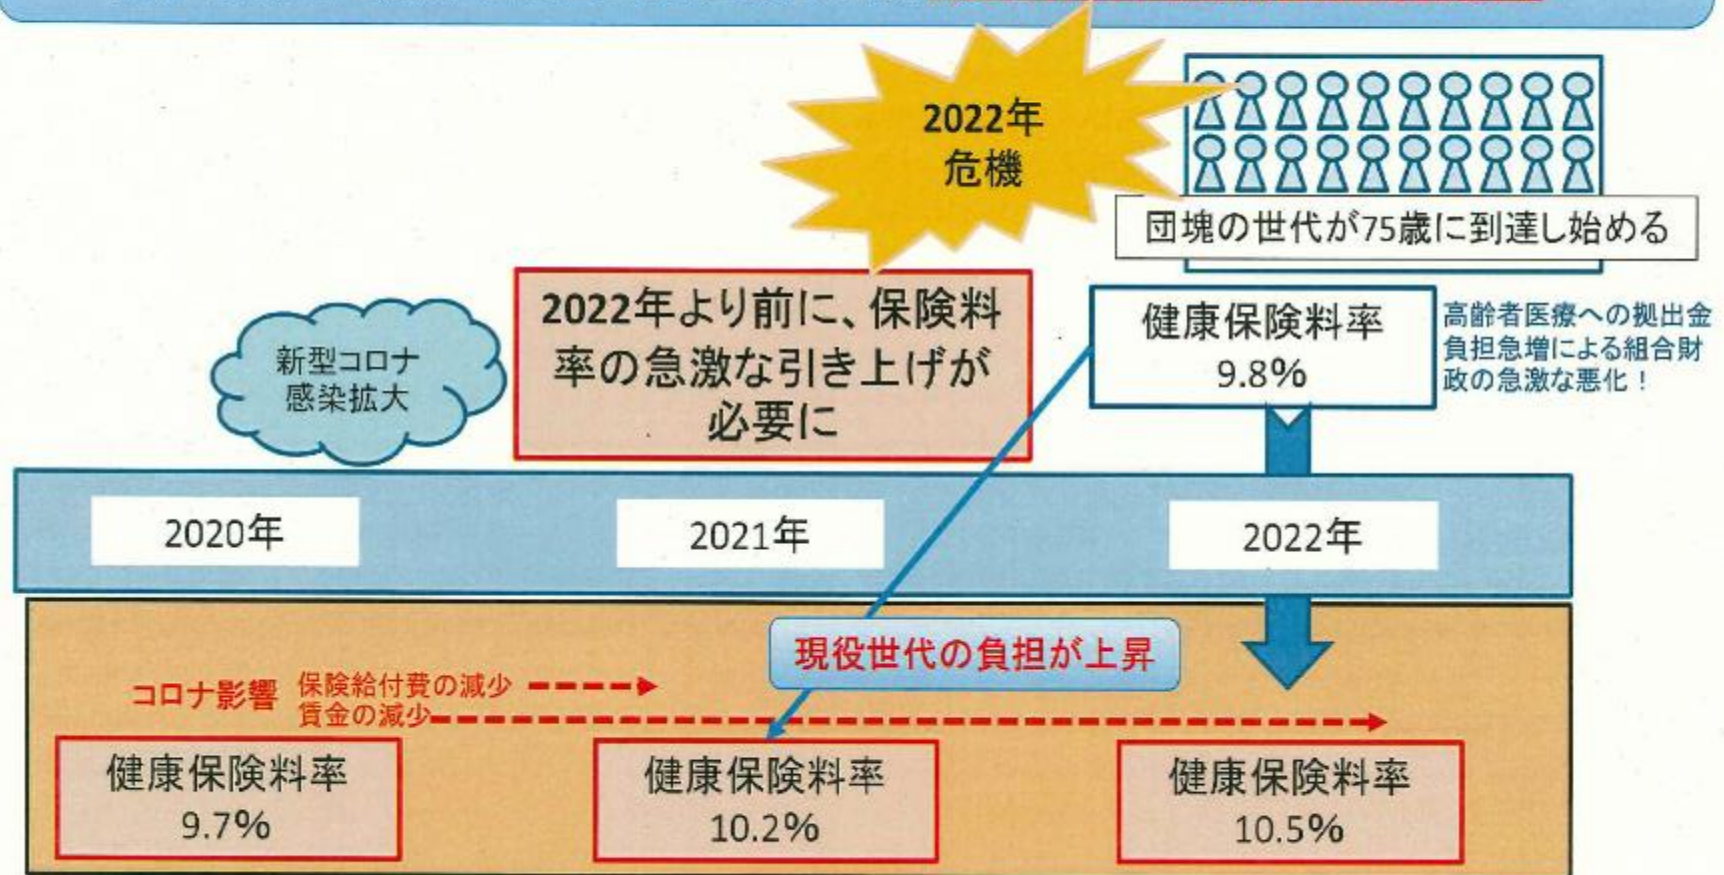 2022年
危機
団塊の世代が75歳に到達し始める
新型コロナ
感染拡大
2022年より前に、保険料
率の急激な引き上げが
必要に
健康保険料率
9.8%
高齢者医療への拠出金
負担急増による組合財
政の急激な悪化！
2020年
2021年
2022年
現役世代の負担が上昇
コロナ影響
保険給付費の減少
賃金の減少
健康保険料率
9.7%
健康保険料率
10.2%
健康保険料率
10.5%